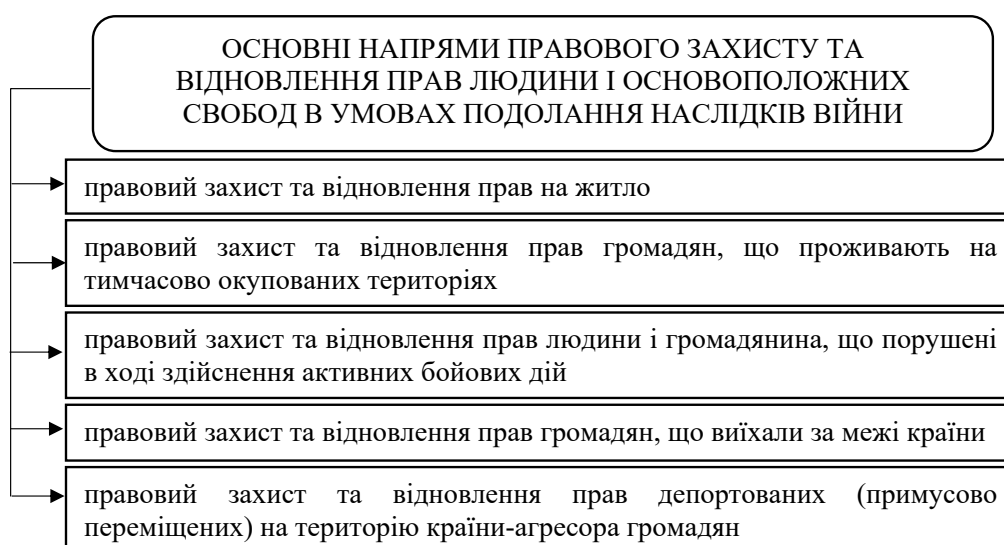 ОСНОВНІ НАПРЯМИ ПРАВОВОГО ЗАХИСТУ ТА
ВІДНОВЛЕННЯ ПРАВ ЛЮДИНИ І ОСНОВОПОЛОЖНИХ
СВОБОД В УМОВАХ ПОДОЛАННЯ НАСЛІДКІВ ВІЙНИ
правовий захист та відновлення прав на житло
правовий захист та відновлення прав громадян, що проживають на
тимчасово окупованих територіях
правовий захист та відновлення прав людини і громадянина, що порушені
в ході здійснення активних бойових дій
правовий захист та відновлення прав громадян, що виїхали за межі країни
правовий захист та відновлення прав депортованих (примусово
переміщених) на територію країни-агресора громадян